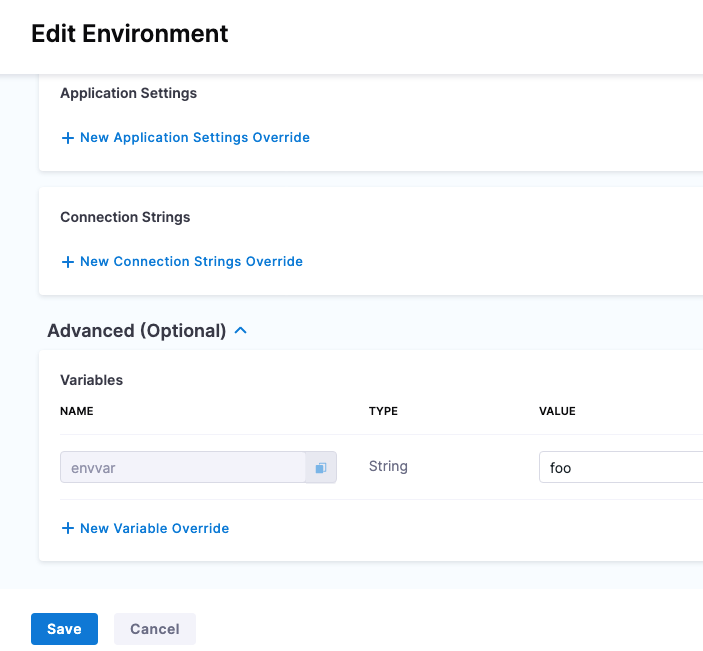 Edit Environment
Application Settings
+ New Application Settings Override
Connection Strings
+ New Connection Strings Override
Advanced (Optional)
Variables
NAME TYPE VALUE
envvar String foo
+ New Variable Override
Save Cancel